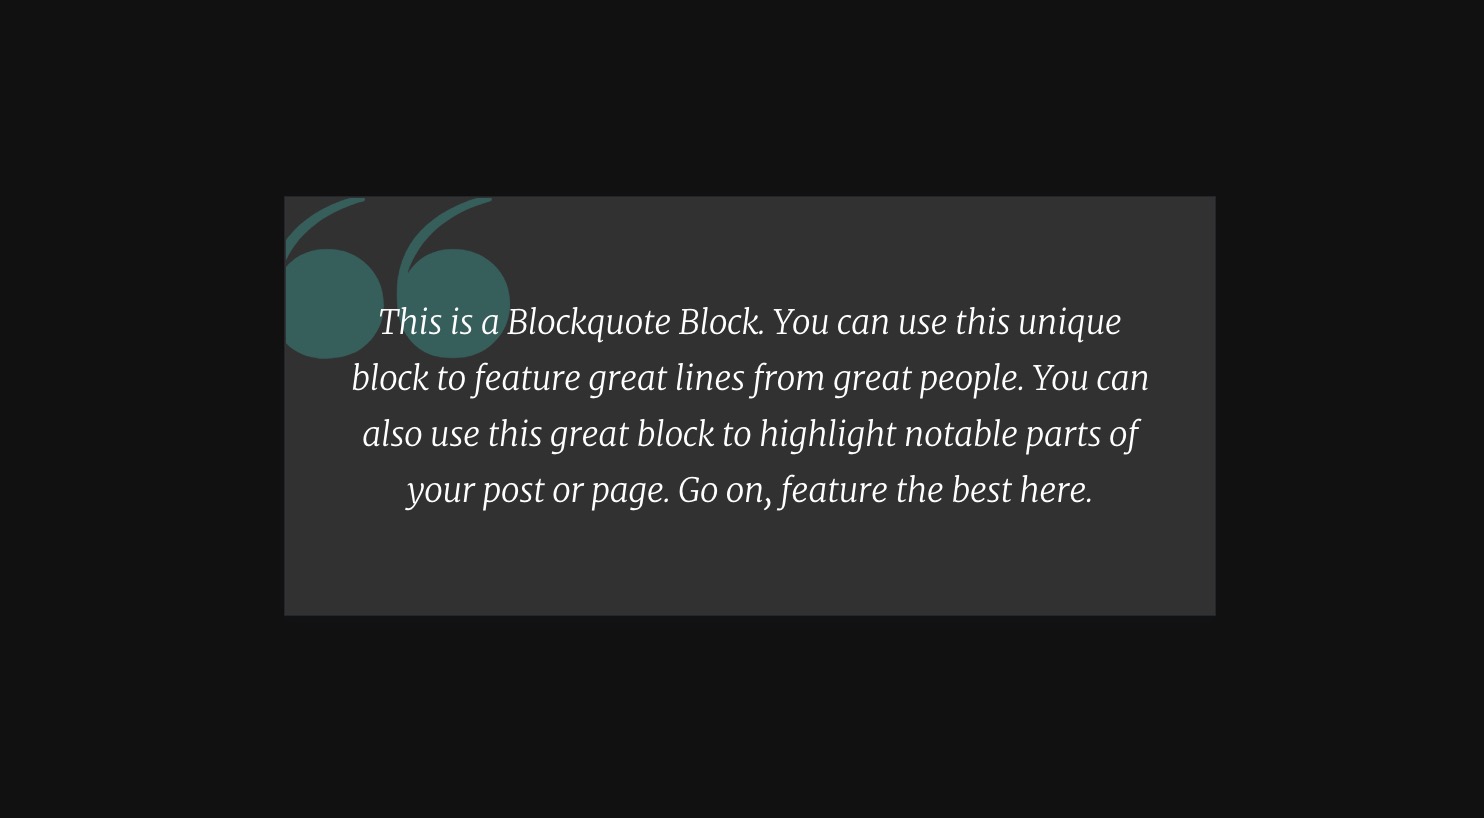 This is a Blockquote Block. You can use this unique
block to feature great lines from great people. You can
also use this great block to highlight notable parts of
your post or page. Go on, feature the best here.